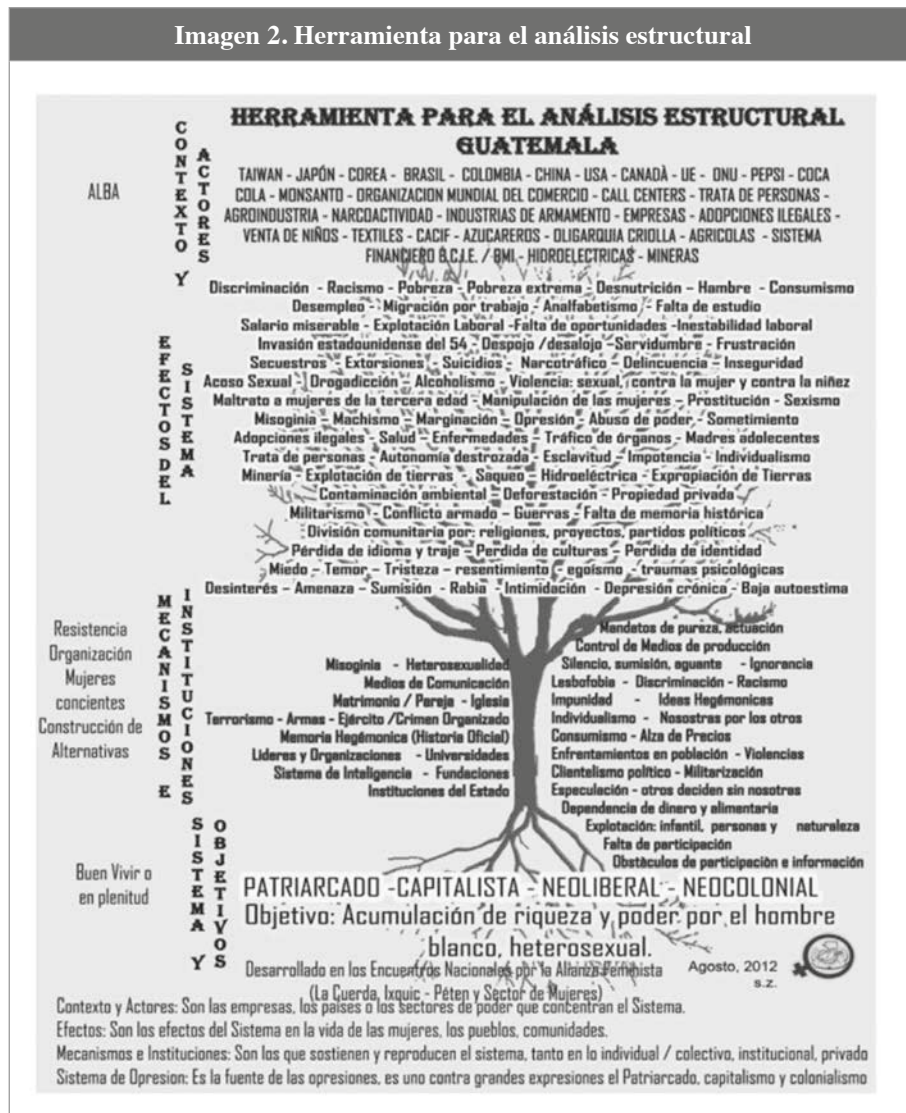 Imagen 2. Herramienta para el análisis estructural
HERRAMIENTA PARA EL ANÁLISIS ESTRUCTURAL
GUATEMALA
CONTEXTO Y
ACTORES
ALBA
TAIWAN - JAPÓN - COREA - BRASIL - COLOMBIA - CHINA - USA - CANADÀ - UE - ONU - PEPSI - COCA
COLA - MONSANTO - ORGANIZACION MUNDIAL DEL COMERCIO - CALL CENTERS - TRATA DE PERSONAS -
AGROINDUSTRIA - NARCOACTIVIDAD - INDUSTRIAS DE ARMAMENTO - EMPRESAS - ADOPCIONES ILEGALES -
VENTA DE NIÑOS - TEXTILES - CACIF - AZUCAREROS - OLIGARQUIA CRIOLLA - AGRICOLAS - SISTEMA
FINANCIERO B.C.I.E. / BMI - HIDROELECTRICAS - MINERAS
EFECTOS DEL
SISTEMA
Discriminación - Racismo - Pobreza - Pobreza extrema - Desnutrición – Hambre - Consumismo
Desempleo - Migración por trabajo - Analfabetismo - Falta de estudio
Salario miserable - Explotación Laboral -Falta de oportunidades -Inestabilidad laboral
Invasión estadounidense del 54 - Despojo /desalojo –Servidumbre - Frustración
Secuestros - Extorsiones - Suicidios - Narcotráfico – Delincuencia – Inseguridad
Acoso Sexual - Drogadicción – Alcoholismo - Violencia: sexual, contra la mujer y contra la niñez
Maltrato a mujeres de la tercera edad - Manipulación de las mujeres – Prostitución - Sexismo
Misoginia – Machismo – Marginación – Opresión – Abuso de poder - Sometimiento
Adopciones ilegales - Salud - Enfermedades - Tráfico de órganos - Madres adolecentes
Trata de personas - Autonomía destrozada - Esclavitud - Impotencia - Individualismo
Minería - Explotación de tierras - Saqueo - Hidroeléctrica - Expropiación de Tierras
Contaminación ambiental – Deforestación - Propiedad privada
Militarismo - Conflicto armado – Guerras - Falta de memoria histórica
División comunitaria por: religiones, proyectos, partidos políticos
Pérdida de idioma y traje – Perdida de culturas – Perdida de identidad
Miedo – Temor – Tristeza – resentimiento - egoísmo - traumas psicológicas
Desinterés – Amenaza – Sumisión - Rabia - Intimidación - Depresión crónica - Baja autoestima
MECANISMOS E
INSTITUCIONES
Resistencia
Organización
Mujeres
concientes
Construcción de
Alternativas
Misoginia - Heterosexualidad
Medios de Comunicación
Matrimonio / Pareja - Iglesia
Terrorismo - Armas - Ejército /Crimen Organizado
Memoria Hegemónica (Historia Oficial)
Lideres y Organizaciones - Universidades
Sistema de Inteligencia - Fundaciones
Instituciones del Estado
Mandatos de pureza, actuación
Control de Medios de producción
Silencio, sumisión, aguante - Ignorancia
Lesbofobia - Discriminación - Racismo
Impunidad - Ideas Hegemónicas
Individualismo - Nosostras por los otros
Consumismo - Alza de Precios
Enfrentamientos en población - Violencias
Clientelismo político - Militarización
Especulación - otros deciden sin nosotras
Dependencia de dinero y alimentaria
Explotación: infantil, personas y naturaleza
Falta de participación
Obstàculos de participaciòn e información
SISTEMA Y
OBJETIVOS
Buen Vivir o
en plenitud
PATRIARCADO -CAPITALISTA - NEOLIBERAL - NEOCOLONIAL
Objetivo: Acumulación de riqueza y poder por el hombre
blanco, heterosexual.
Desarrollado en los Encuentros Nacionales por la Alianza Feminista
(La Cuerda, Ixquic - Péten y Sector de Mujeres)
Agosto, 2012
s.z.
Contexto y Actores: Son las empresas, los países o los sectores de poder que concentran el Sistema.
Efectos: Son los efectos del Sistema en la vida de las mujeres, los pueblos, comunidades.
Mecanismos e Instituciones: Son los que sostienen y reproducen el sistema, tanto en lo individual / colectivo, institucional, privado
Sistema de Opresion: Es la fuente de las opresiones, es uno contra grandes expresiones el Patriarcado, capitalismo y colonialismo